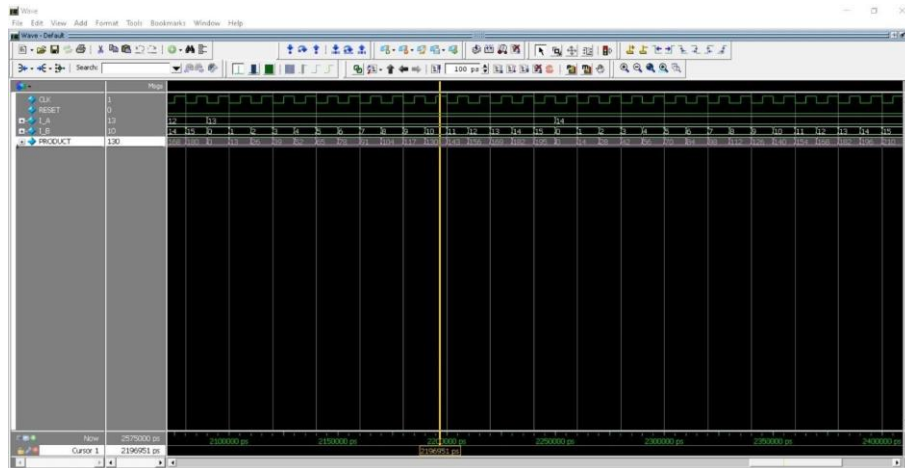 Wave
File Edit View Add Format Tools Bookmarks Window Help
Wave - Default
Search:
100 ps
Msgs
CLK 1
RESET 0
I_A 13 12 13 14
I_B 10 14 15 0 1 2 3 4 5 6 7 8 9 10 11 12 13 14 15 0 1 2 3 4 5 6 7 8 9 10 11 12 13 14 15
PRODUCT 130
Now 2575000 ps 2100000 ps 2150000 ps 2250000 ps 2300000 ps 2350000 ps 2400000 ps
Cursor 1 2196951 ps 2196951 ps